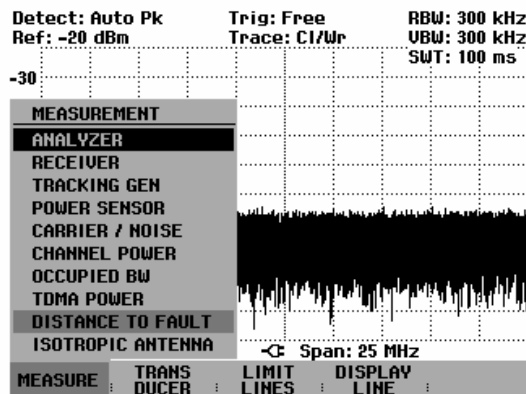 Detect: Auto Pk Trig: Free RBW: 300 kHz
Ref: -20 dBm Trace: Cl/Wr VBW: 300 kHz
SWT: 100 ms
-30
MEASUREMENT
ANALYZER
RECEIVER
TRACKING GEN
POWER SENSOR
CARRIER / NOISE
CHANNEL POWER
OCCUPIED BW
TDMA POWER
DISTANCE TO FAULT
ISOTROPIC ANTENNA
Span: 25 MHz
MEASURE TRANS DUCER LIMIT LINES DISPLAY LINE